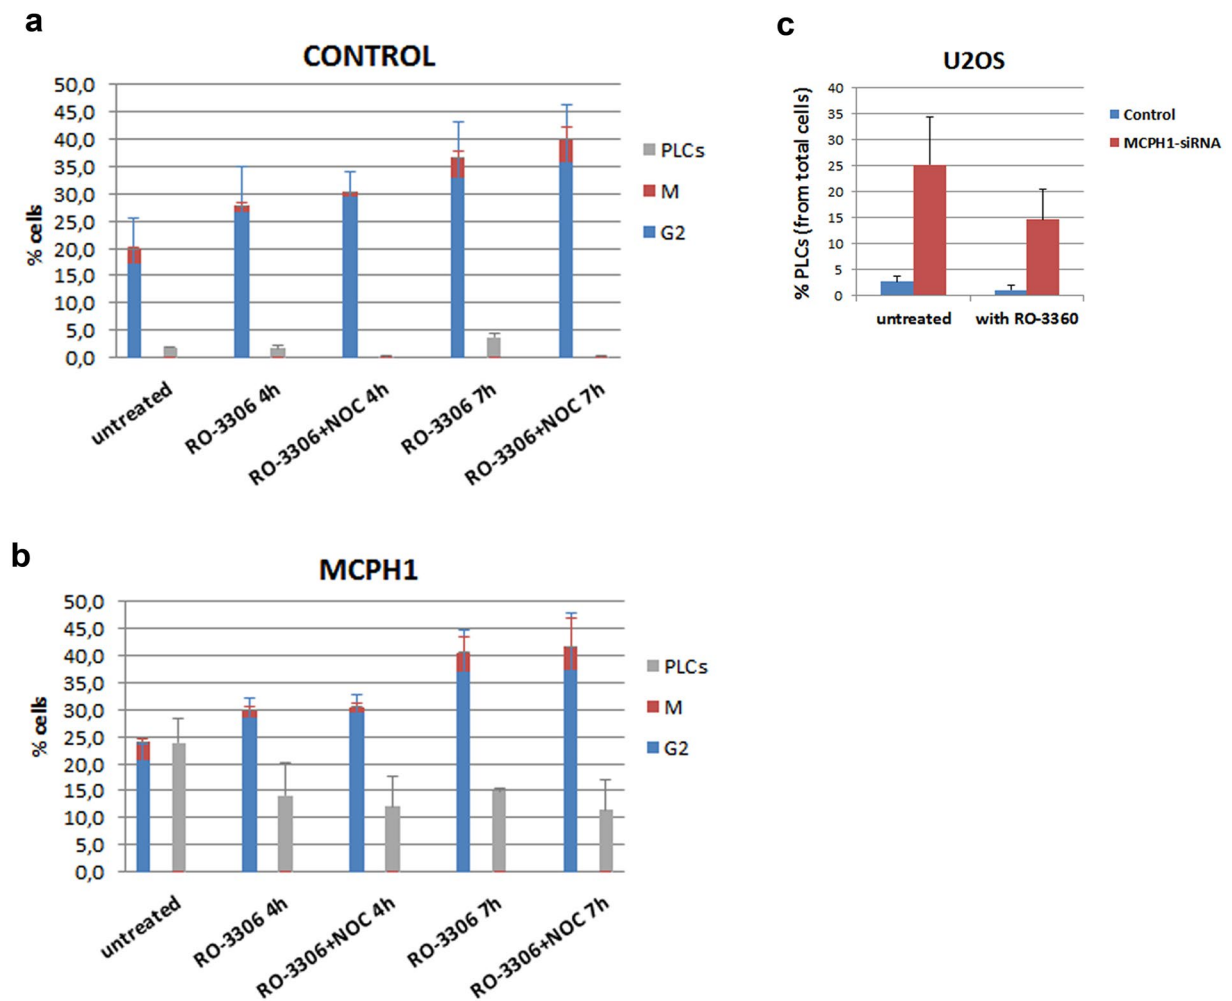 a
CONTROL
% cells
50,0
45,0
40,0
35,0
30,0
25,0
20,0
15,0
10,0
5,0
0,0
untreated
RO-3306 4h
RO-3306+NOC 4h
RO-3306 7h
RO-3306+NOC 7h
PLCs
M
G2
c
U2OS
% PLCs (from total cells)
40
35
30
25
20
15
10
5
0
untreated
with RO-3360
Control
MCPH1-siRNA
b
MCPH1
% cells
50,0
45,0
40,0
35,0
30,0
25,0
20,0
15,0
10,0
5,0
0,0
untreated
RO-3306 4h
RO-3306+NOC 4h
RO-3306 7h
RO-3306+NOC 7h
PLCs
M
G2